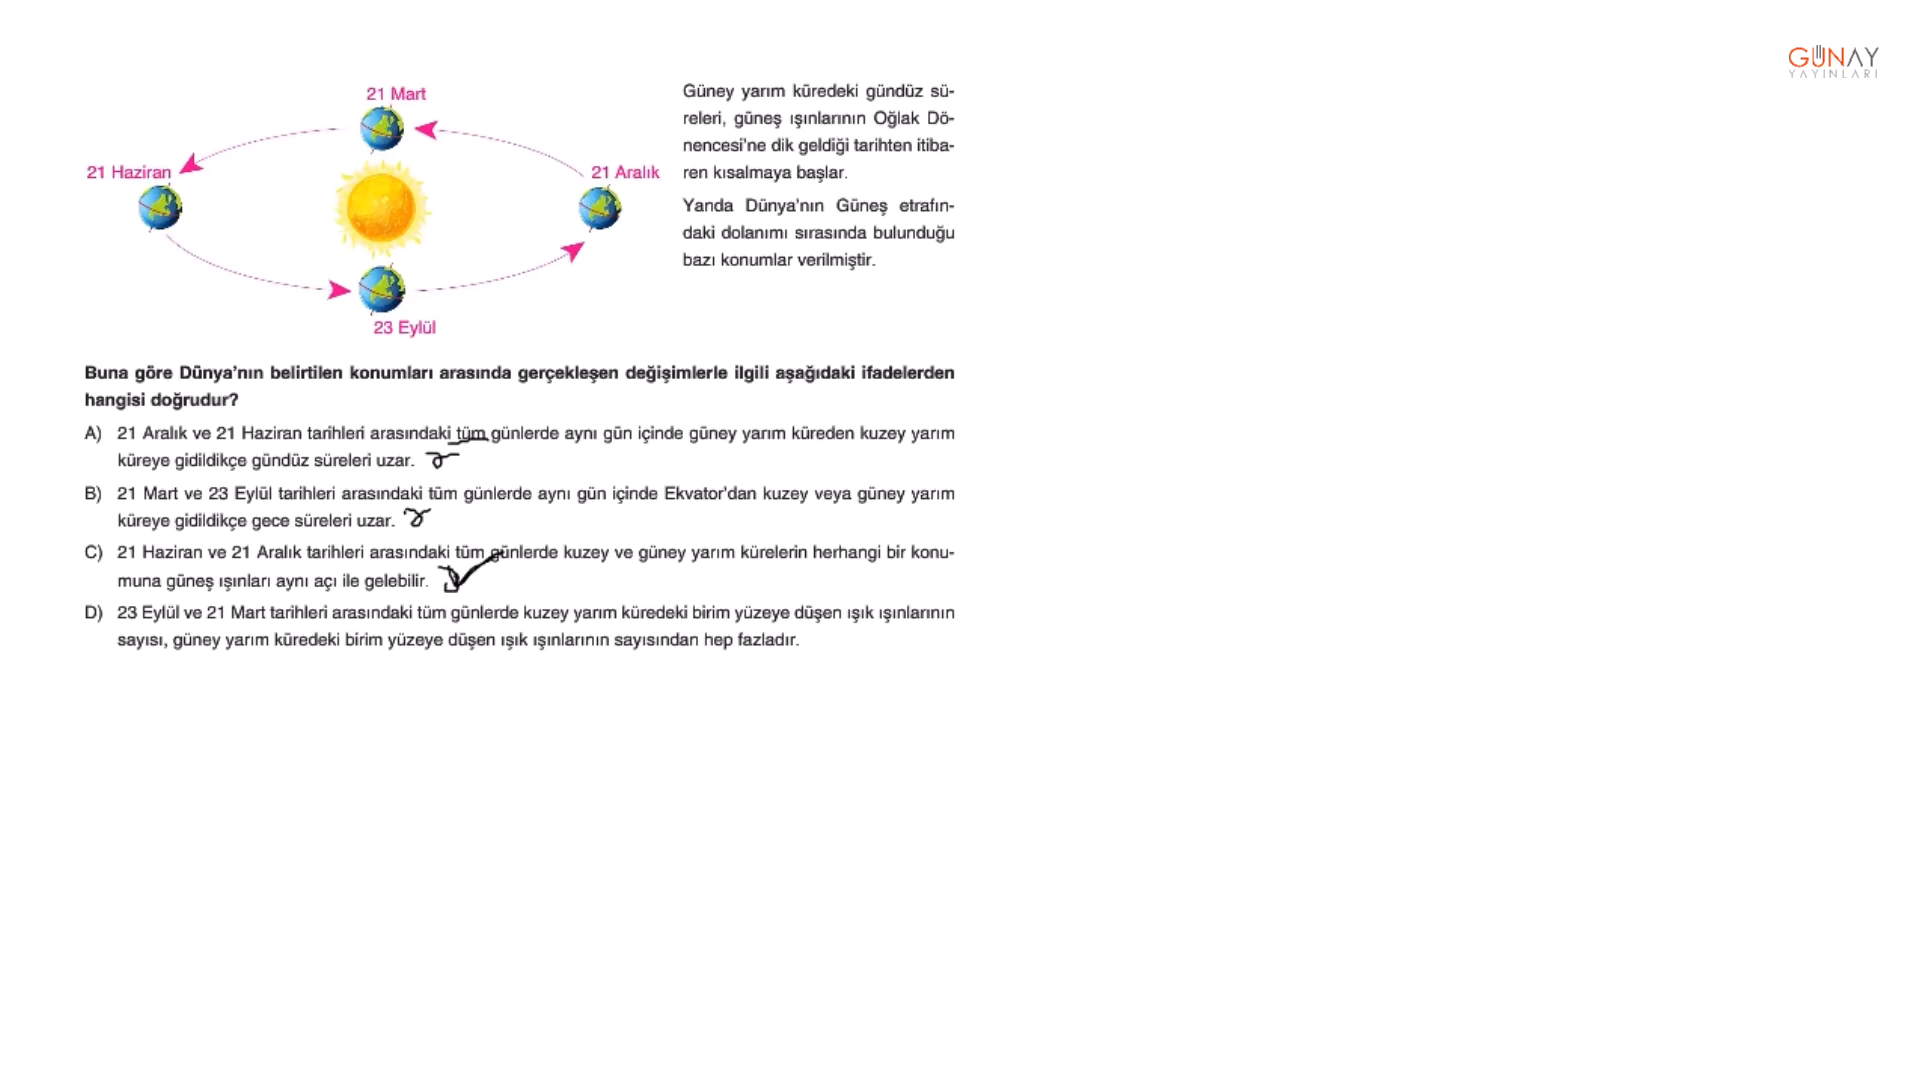 GÜNAY
YAYINLARI
21 Mart
21 Haziran
21 Aralık
23 Eylül
Güney yarım küredeki gündüz sü-
releri, güneş ışınlarının Oğlak Dö-
nencesi'ne dik geldiği tarihten itiba-
ren kısalmaya başlar.
Yanda Dünya'nın Güneş etrafın-
daki dolanımı sırasında bulunduğu
bazı konumlar verilmiştir.
Buna göre Dünya'nın belirtilen konumları arasında gerçekleşen değişimlerle ilgili aşağıdaki ifadelerden
hangisi doğrudur?
A) 21 Aralık ve 21 Haziran tarihleri arasındaki tüm günlerde aynı gün içinde güney yarım küreden kuzey yarım
küreye gidildikçe gündüz süreleri uzar.
B) 21 Mart ve 23 Eylül tarihleri arasındaki tüm günlerde aynı gün içinde Ekvator'dan kuzey veya güney yarım
küreye gidildikçe gece süreleri uzar.
C) 21 Haziran ve 21 Aralık tarihleri arasındaki tüm günlerde kuzey ve güney yarım kürelerin herhangi bir konu-
muna güneş ışınları aynı açı ile gelebilir.
D) 23 Eylül ve 21 Mart tarihleri arasındaki tüm günlerde kuzey yarım küredeki birim yüzeye düşen ışık ışınlarının
sayısı, güney yarım küredeki birim yüzeye düşen ışık ışınlarının sayısından hep fazladır.